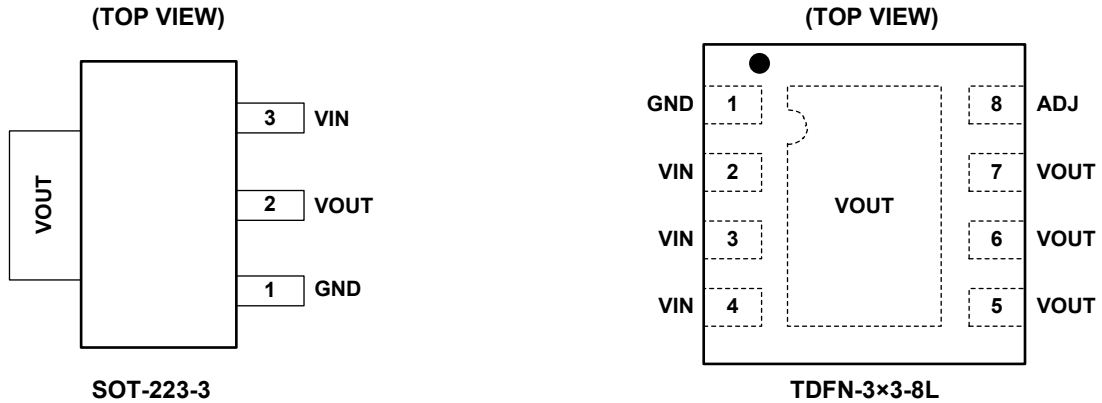 (TOP VIEW)
VOUT
3 VIN
2 VOUT
1 GND
SOT-223-3
(TOP VIEW)
GND 1 8 ADJ
VIN 2 7 VOUT
VOUT
VIN 3 6 VOUT
VIN 4 5 VOUT
TDFN-3×3-8L